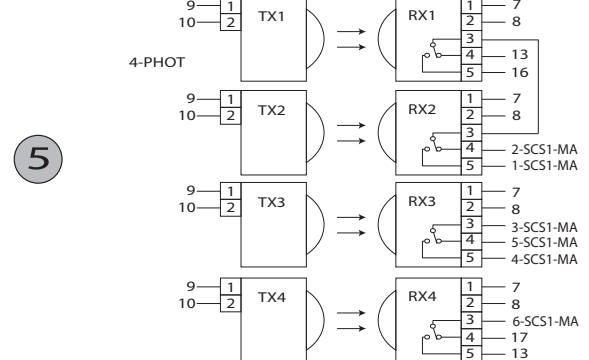 9 1 TX1 RX1 1 7
10 2 2 8
3
4 13
4-PHOT
5 16
9 1 TX2 RX2 1 7
10 2 2 8
3
4 2-SCS1-MA
5 1-SCS1-MA
5
9 1 TX3 RX3 1 7
10 2 2 8
3 3-SCS1-MA
4 5-SCS1-MA
5 4-SCS1-MA
9 1 TX4 RX4 1 7
10 2 2 8
3 6-SCS1-MA
4 17
5 13